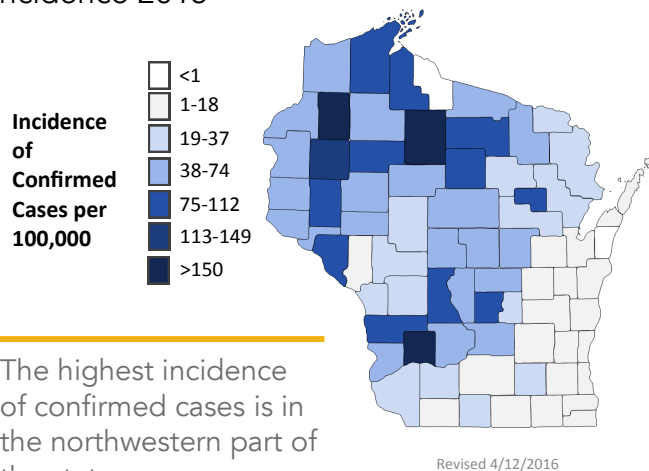 Incidence
of
Confirmed
Cases per
100,000
<1
1-18
19-37
38-74
75-112
113-149
>150
The highest incidence
of confirmed cases is in
the northwestern part of
Revised 4/12/2016